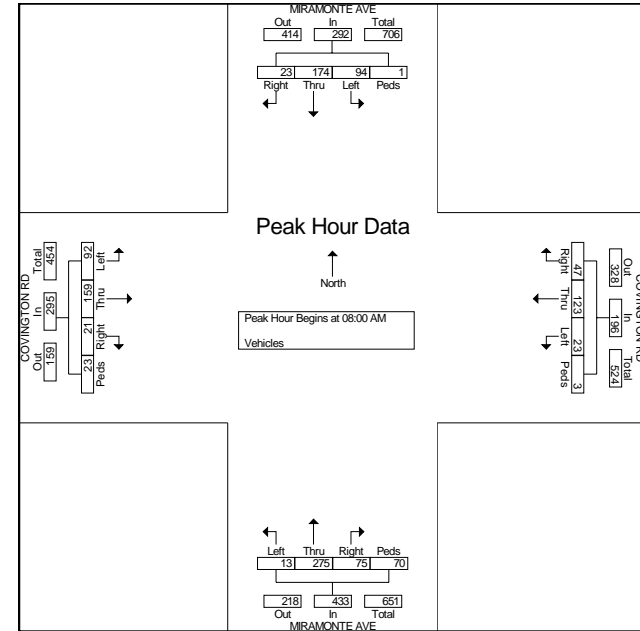 MIRAMONTE AVE
Out In Total
414 292 706
23 174 94 1
Right Thru Left Peds
Peak Hour Data
North
Peak Hour Begins at 08:00 AM
Vehicles
COVINGTON RD
Out In Total
159 295 454
Left Thru Right Peds
92 159 21 23
Right Thru Left Peds
47 123 23 3
Out In Total
328 196 524
COVINGTON RD
Left Thru Right Peds
13 275 75 70
218 433 651
Out In Total
MIRAMONTE AVE